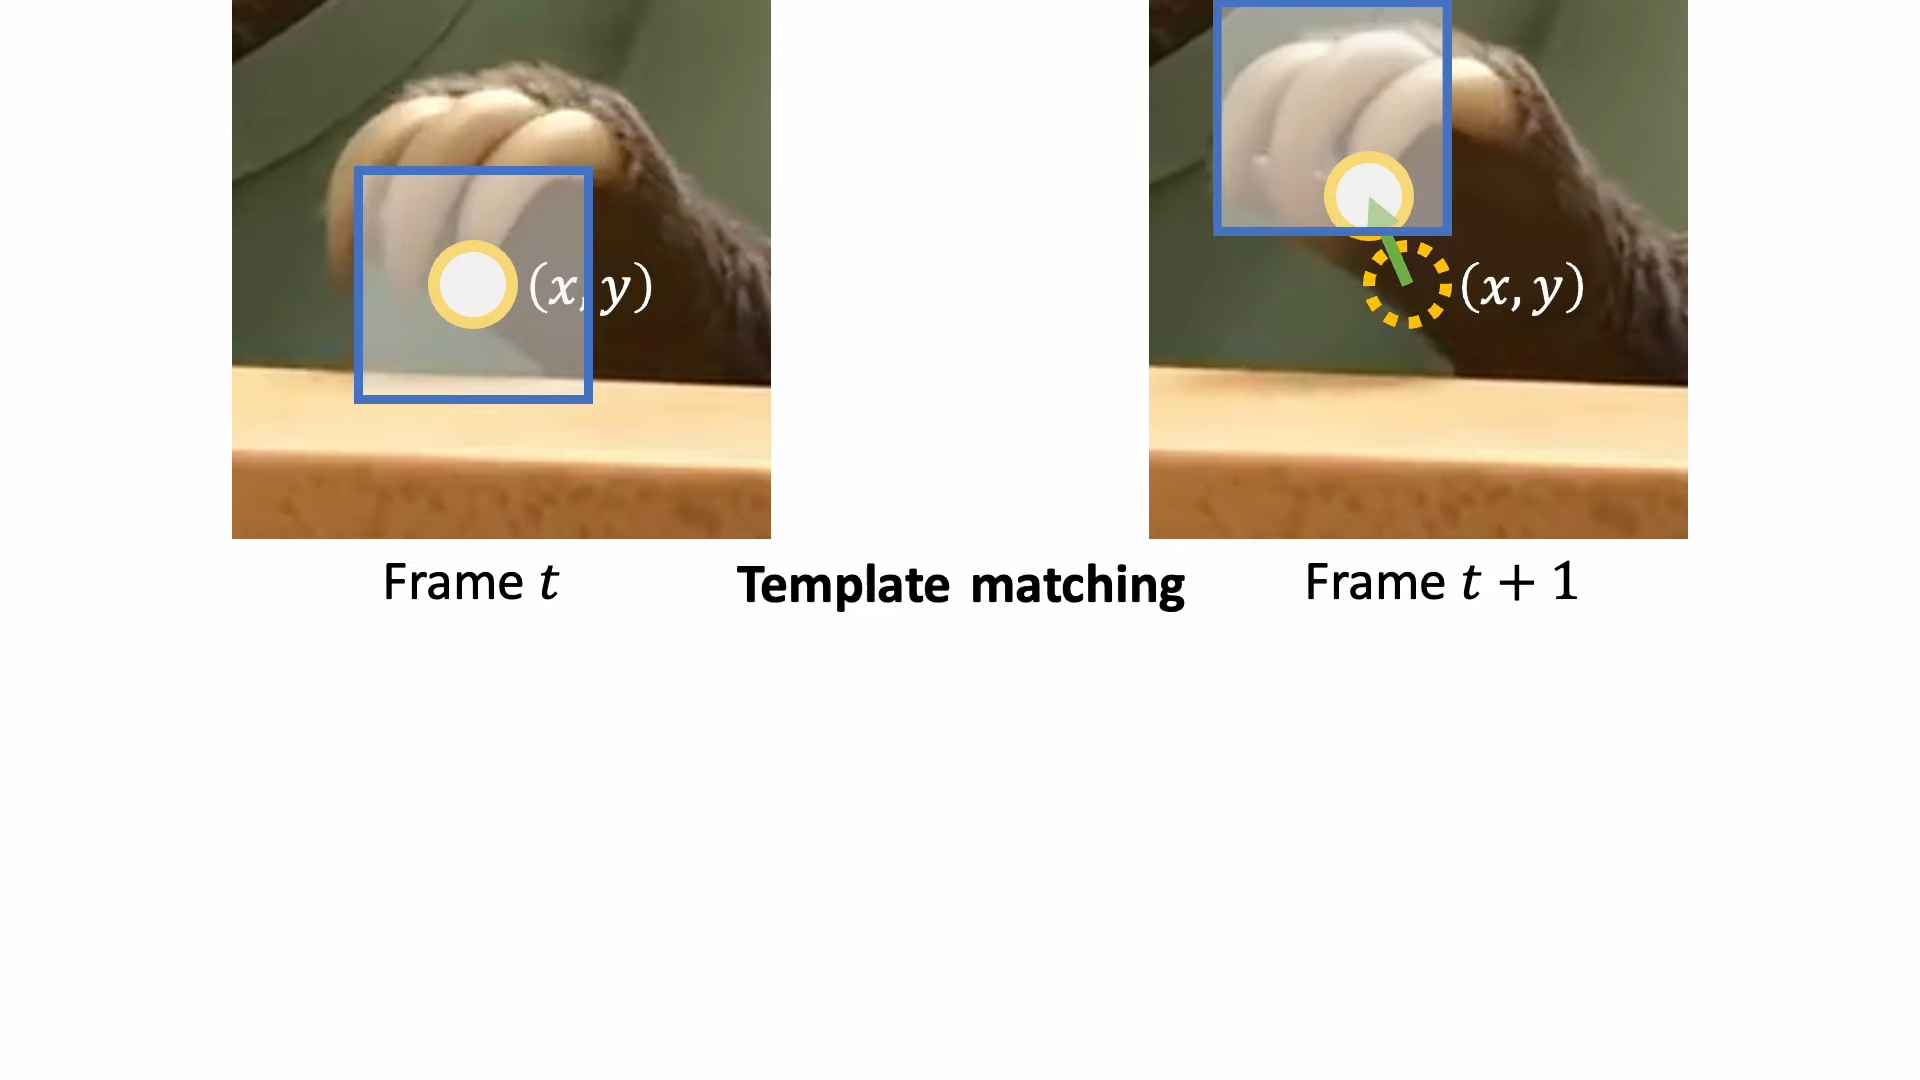 (x, y)
(x, y)
Frame t
Template matching
Frame t + 1